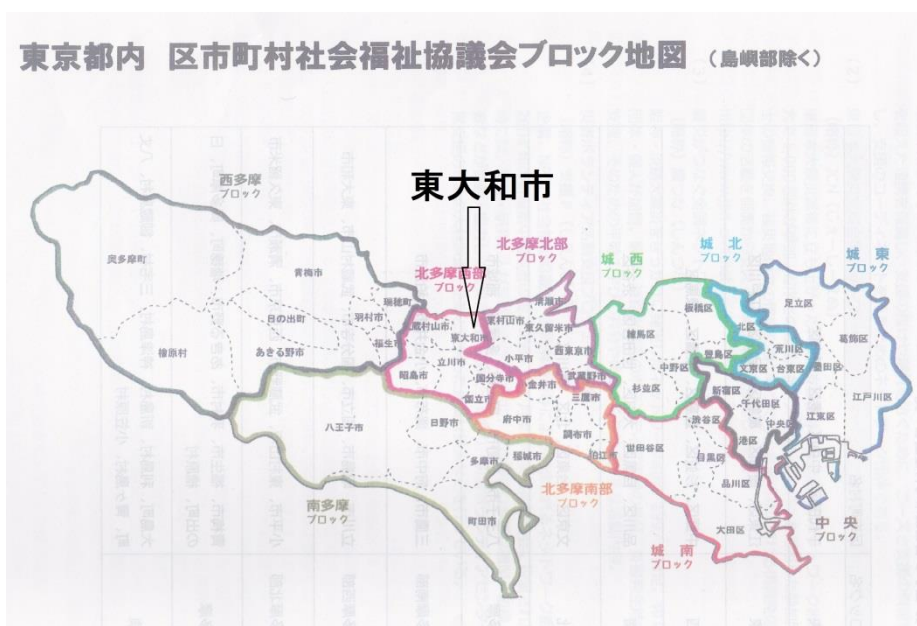 東京都内 区市町村社会福祉協議会ブロック地図 （島嶼部除く）
東大和市
西多摩
ブロック
北多摩北部
ブロック
北多摩西部
ブロック
城西
ブロック
城北
ブロック
城東
ブロック
奥多摩町
青梅市
瑞穂町
羽村市
日の出町
福生市
檜原村
あきる野市
武蔵村山市
東大和市
立川市
昭島市
国分寺市
国立市
東村山市
清瀬市
東久留米市
小平市
西東京市
武蔵野市
小金井市
三鷹市
府中市
調布市
狛江市
練馬区
板橋区
豊島区
中野区
杉並区
北区
荒川区
文京区
台東区
足立区
葛飾区
墨田区
江戸川区
江東区
新宿区
千代田区
中央区
港区
渋谷区
世田谷区
目黒区
品川区
大田区
八王子市
日野市
多摩市
稲城市
町田市
南多摩
ブロック
北多摩南部
ブロック
城南
ブロック
中央
ブロック